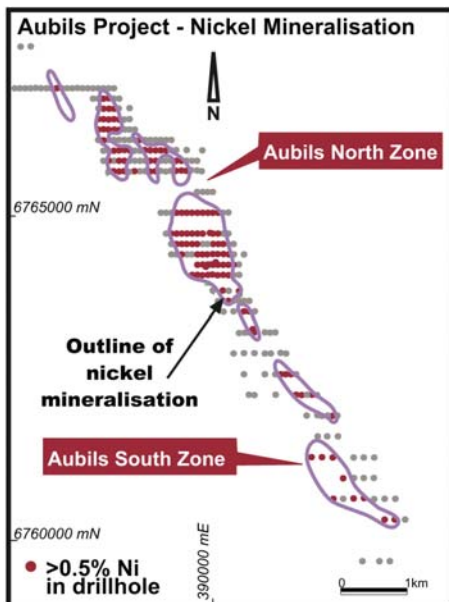 Aubils Project - Nickel Mineralisation
N
Aubils North Zone
6765000 mN
Outline of
nickel
mineralisation
Aubils South Zone
6760000 mN
390000 mE
>0.5% Ni
in drillhole
0 1km